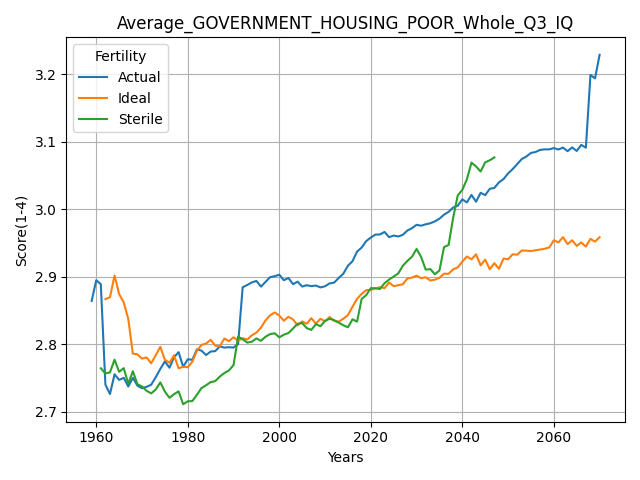 Average_GOVERNMENT_HOUSING_POOR_Whole_Q3_IQ
Fertility
Actual
Ideal
Sterile
Score(1-4)
3.2
3.1
3.0
2.9
2.8
2.7
1960 1980 2000 2020 2040 2060
Years